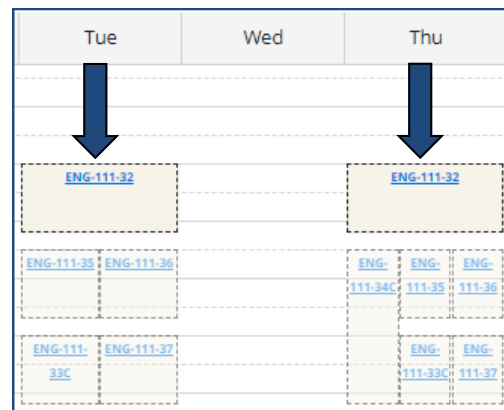 Tue Wed Thu
ENG-111-32 ENG-111-32
ENG-111-35 ENG-111-36 ENG- ENG- ENG-
111-34C 111-35 111-36
ENG-111- ENG-111-37 ENG- ENG-
33C 111-33C 111-37